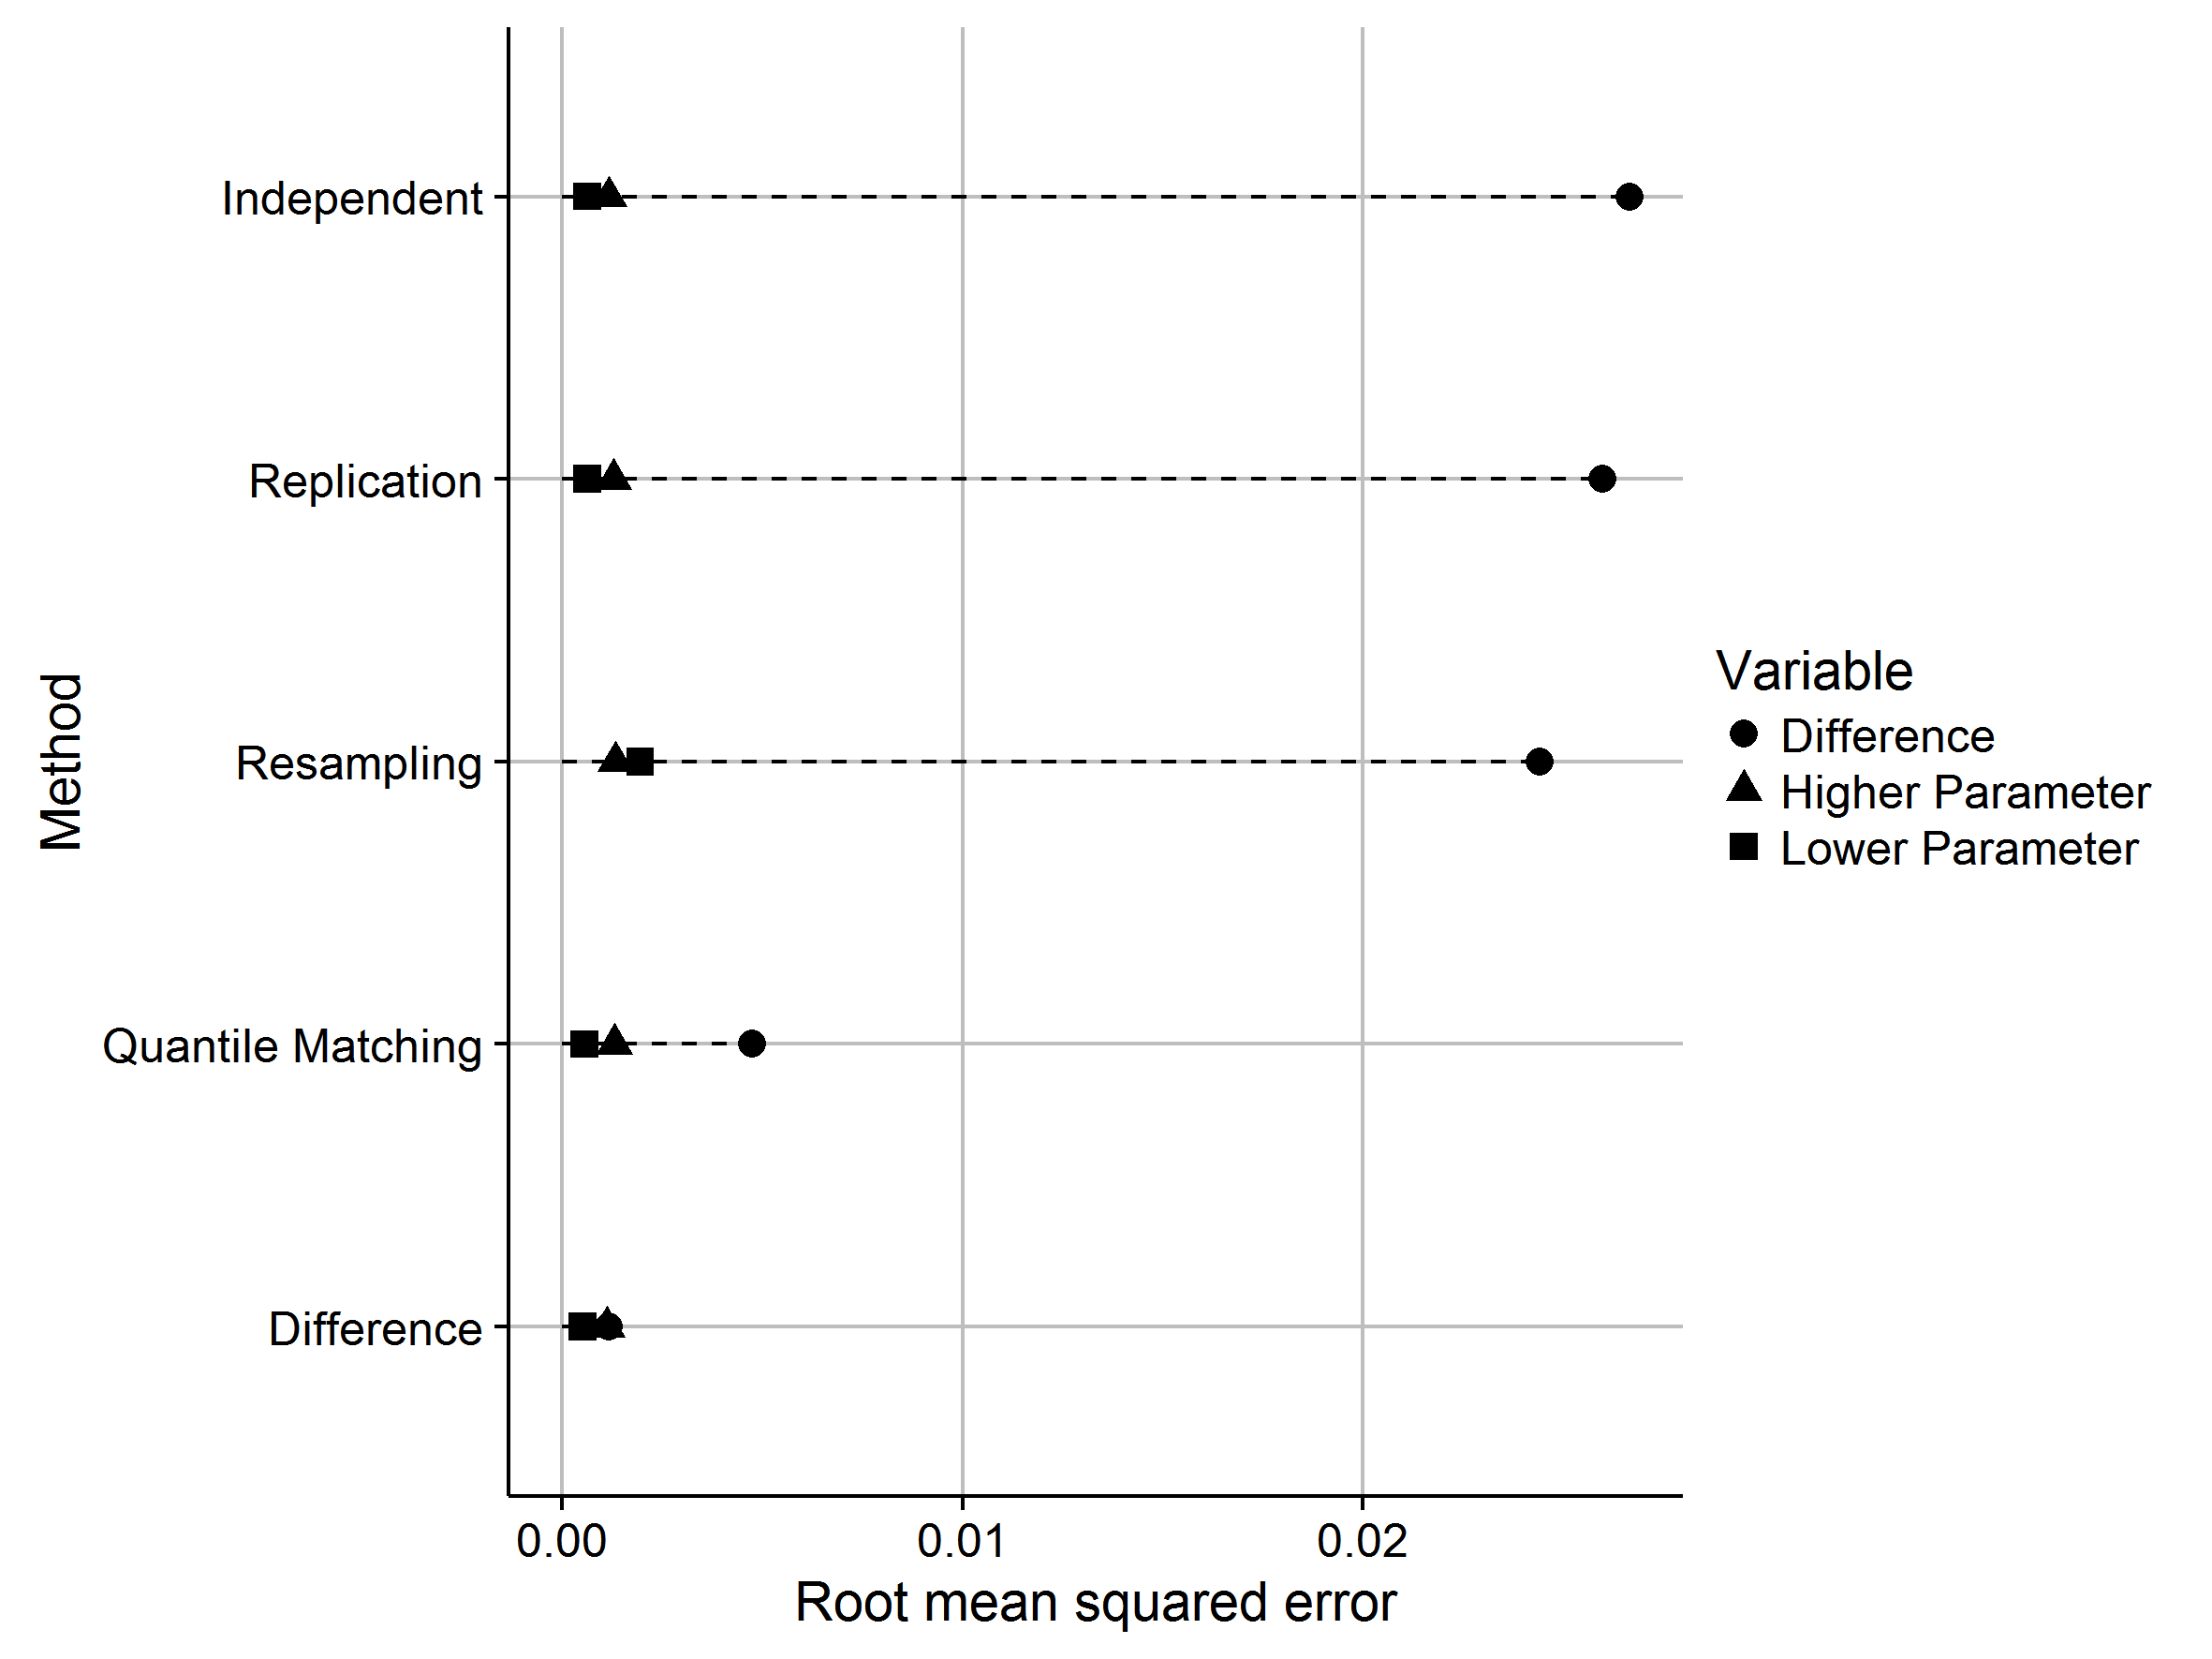 Independent
Replication
Resampling
Quantile Matching
Difference
Method
0.00
0.01
0.02
Root mean squared error
Variable
Difference
Higher Parameter
Lower Parameter